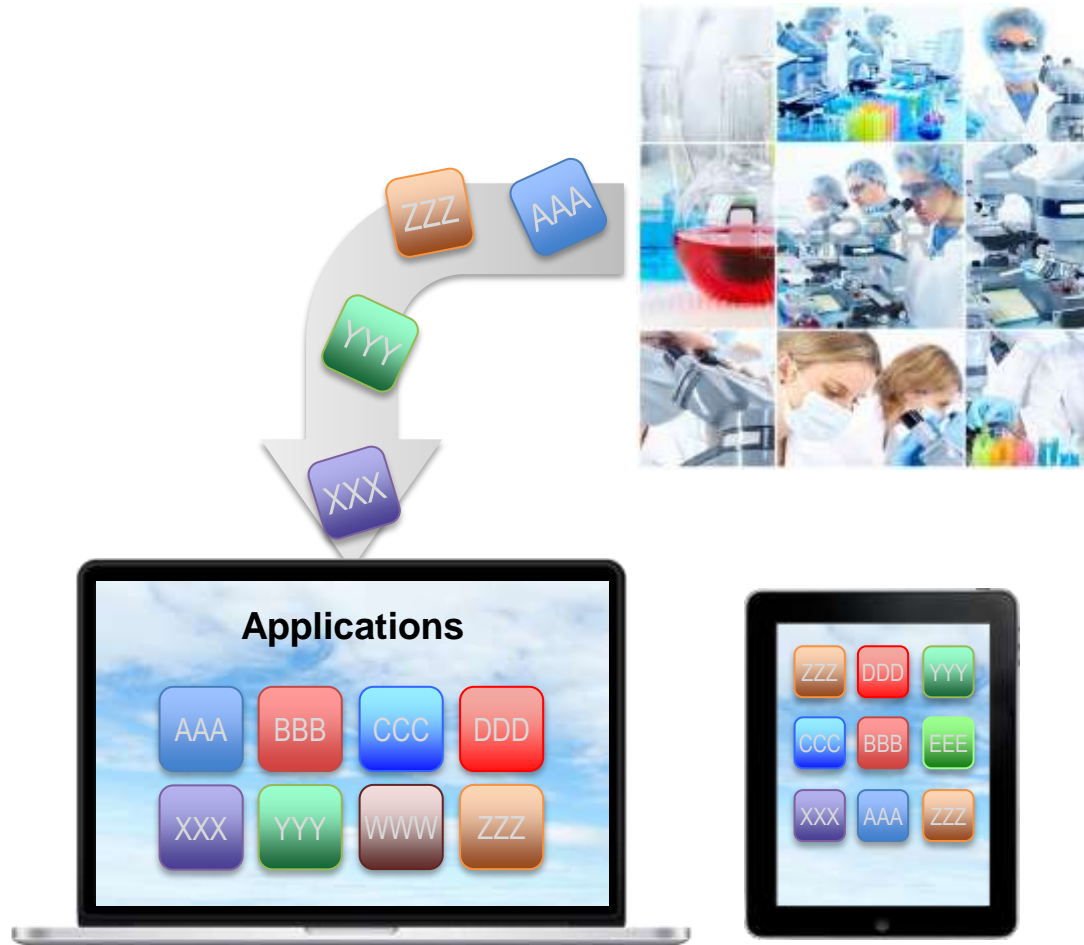 ZZZ AAA
YYY
XXX
Applications
AAA BBB CCC DDD
XXX YYY WWW ZZZ
ZZZ DDD YYY
CCC BBB EEE
XXX AAA ZZZ